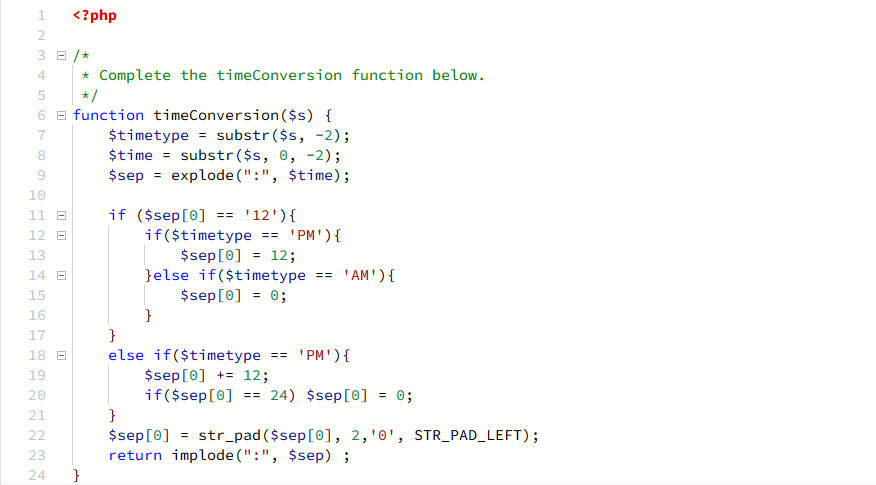 1 <?php
2
3 /*
4  * Complete the timeConversion function below.
5  */
6 function timeConversion($s) {
7     $timetype = substr($s, -2);
8     $time = substr($s, 0, -2);
9     $sep = explode(":", $time);
10
11     if ($sep[0] == '12'){
12         if($timetype == 'PM'){
13             $sep[0] = 12;
14         }else if($timetype == 'AM'){
15             $sep[0] = 0;
16         }
17     }
18     else if($timetype == 'PM'){
19         $sep[0] += 12;
20         if($sep[0] == 24) $sep[0] = 0;
21     }
22     $sep[0] = str_pad($sep[0], 2,'0', STR_PAD_LEFT);
23     return implode(":", $sep) ;
24 }